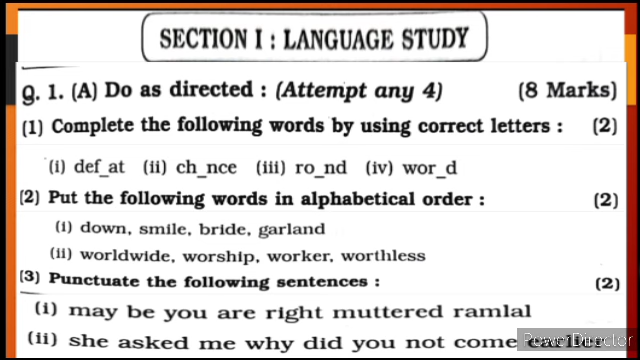 SECTION I : LANGUAGE STUDY
Q. 1. (A) Do as directed : (Attempt any 4) (8 Marks)
(1) Complete the following words by using correct letters : (2)
(i) def_at (ii) ch_nce (iii) ro_nd (iv) wor_d
(2) Put the following words in alphabetical order : (2)
(i) down, smile, bride, garland
(ii) worldwide, worship, worker, worthless
(3) Punctuate the following sentences : (2)
(i) may be you are right muttered ramlal
(ii) she asked me why did you not come
PowerDirector